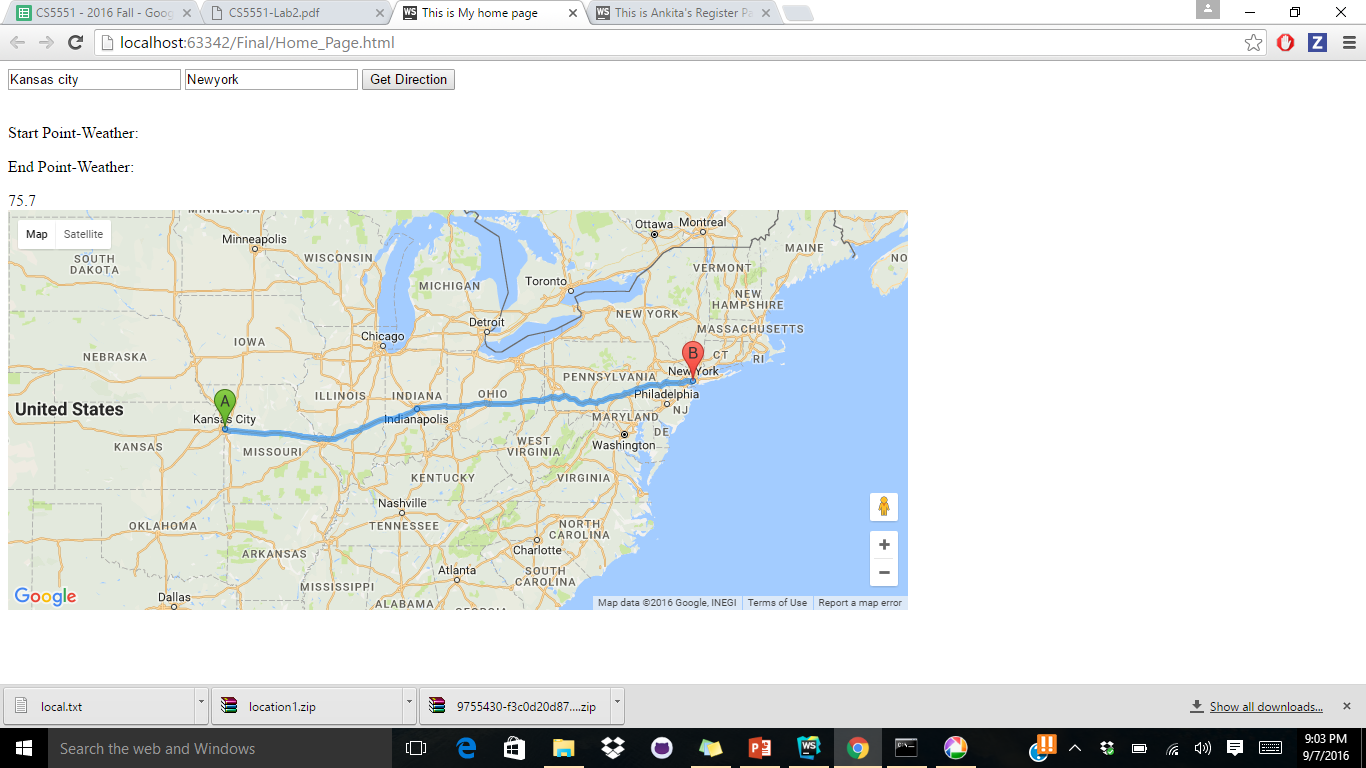 CS5551 - 2016 Fall - Goog
CS5551-Lab2.pdf
This is My home page
This is Ankita's Register Pa
localhost:63342/Final/Home_Page.html
Kansas city
Newyork
Get Direction
Start Point-Weather:
End Point-Weather:
75.7
Map
Satellite
MINNESOTA
Minneapolis
SOUTH
DAKOTA
WISCONSIN
Ottawa
Montreal
MAINE
NO
VERMONT
Toronto
MICHIGAN
NEW
HAMPSHIRE
NEW YORK
MASSACHUSETTS
Detroit
Chicago
IOWA
NEBRASKA
CT
RI
B
New York
PENNSYLVANIA
Philadelphia
NJ
ILLINOIS
INDIANA
OHIO
A
United States
Kansas City
Indianapolis
MARYLAND
DE
Washington
KANSAS
MISSOURI
WEST
VIRGINIA
KENTUCKY
VIRGINIA
Nashville
OKLAHOMA
TENNESSEE
NORTH
CAROLINA
Charlotte
ARKANSAS
Atlanta
SOUTH
CAROLINA
MISSISSIPPI
Dallas
ALABAMA
GEORGIA
Google
Map data ©2016 Google, INEGI
Terms of Use
Report a map error
local.txt
location1.zip
9755430-f3c0d20d87....zip
Show all downloads...
Search the web and Windows
9:03 PM
9/7/2016